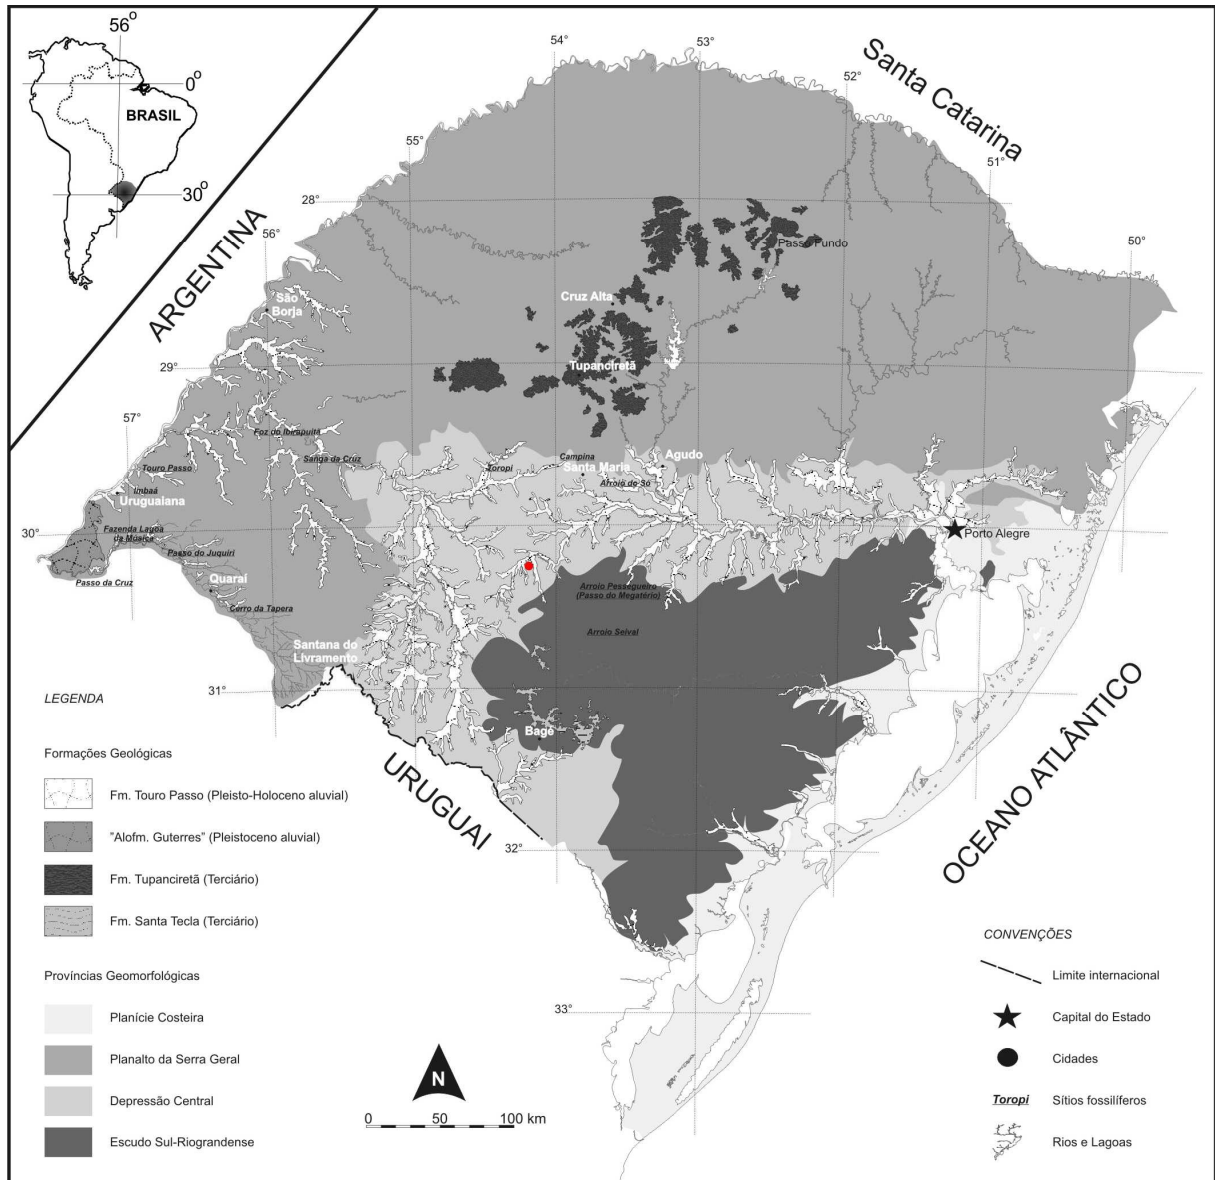 56°
0°
BRASIL
30°
ARGENTINA
Santa Catarina
54°
53°
52°
55°
51°
28°
56°
50°
Passo Fundo
Cruz Alta
São
Borja
29°
Tupanciretã
57°
Foz do Ibirapuitã
Touro Passo
Sanga da Cruz
Toropi
Campina
Agudo
Santa Maria
Arroio do Só
Imbaá
Uruguaiana
30°
Fazenda Lagoa
da Música
Porto Alegre
Passo do Juquiri
Passo da Cruz
Quaraí
Arroio Pessegueiro
(Passo do Megatério)
Cerro da Tapera
Arroio Seival
Santana do
Livramento
31°
Bagé
URUGUAI
OCEANO ATLÂNTICO
32°
33°
LEGENDA
Formações Geológicas
Fm. Touro Passo (Pleisto-Holoceno aluvial)
"Alofm. Guterres" (Pleistoceno aluvial)
Fm. Tupanciretã (Terciário)
Fm. Santa Tecla (Terciário)
Províncias Geomorfológicas
Planície Costeira
Planalto da Serra Geral
Depressão Central
Escudo Sul-Riograndense
N
0 50 100 km
CONVENÇÕES
Limite internacional
Capital do Estado
Cidades
Toropi Sítios fossilíferos
Rios e Lagoas